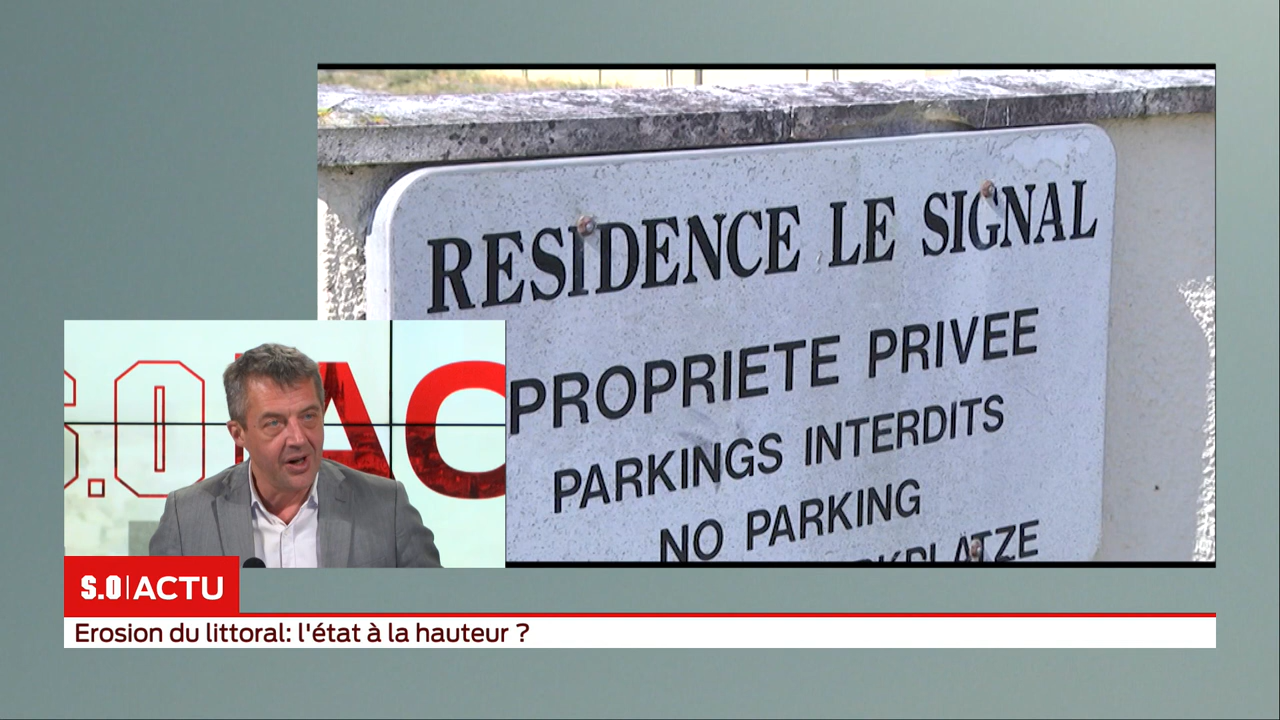 RESIDENCE LE SIGNAL
PROPRIETE PRIVEE
PARKINGS INTERDITS
NO PARKING
S.O ACTU
Erosion du littoral: l'état à la hauteur ?